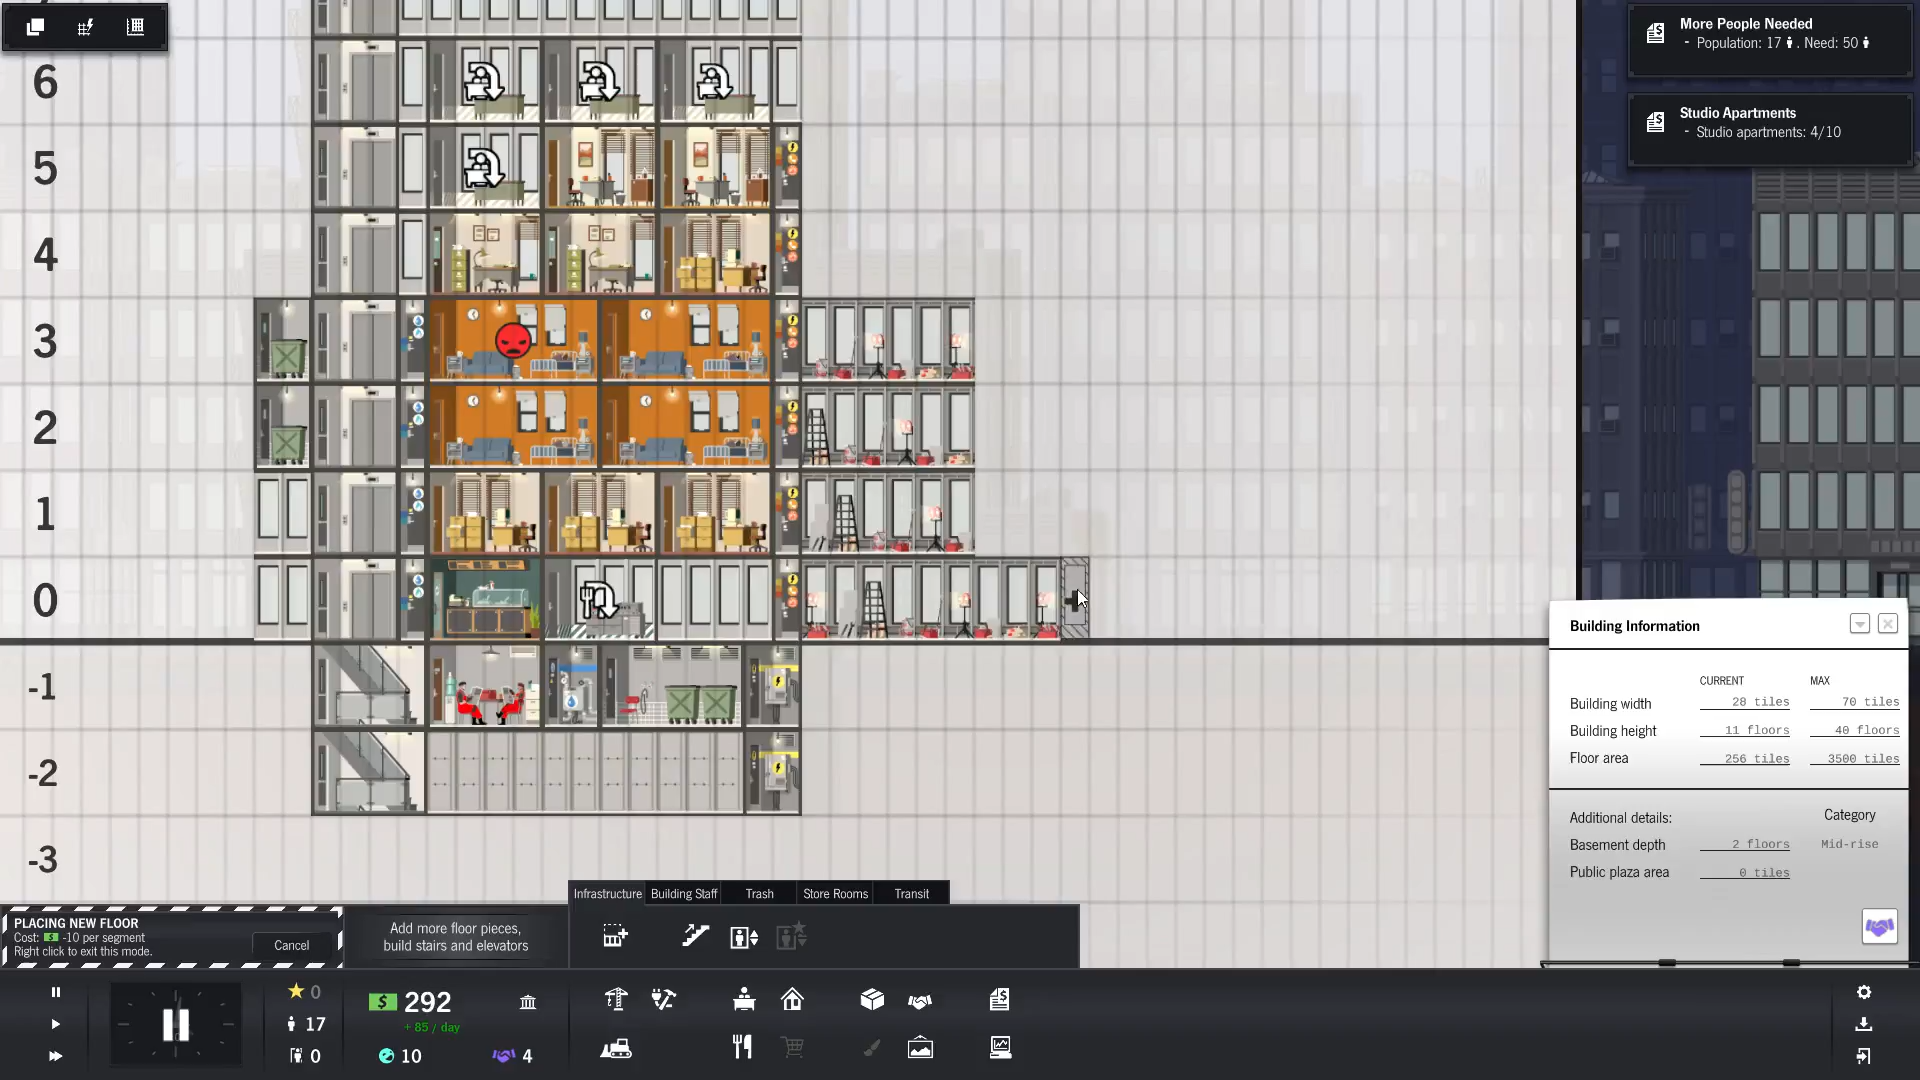 More People Needed
- Population: 17 . Need: 50
Studio Apartments
- Studio apartments: 4/10
6
5
4
3
2
1
0
-1
-2
-3
Building Information
CURRENT MAX
Building width 28 tiles 70 tiles
Building height 11 floors 40 floors
Floor area 256 tiles 3500 tiles
Additional details: Category
Basement depth 2 floors Mid-rise
Public plaza area 0 tiles
Infrastructure Building Staff Trash Store Rooms Transit
PLACING NEW FLOOR
Cost: $ -10 per segment
Right click to exit this mode.
Cancel
Add more floor pieces,
build stairs and elevators
0
17
0
$ 292
+ 85 / day
10
4